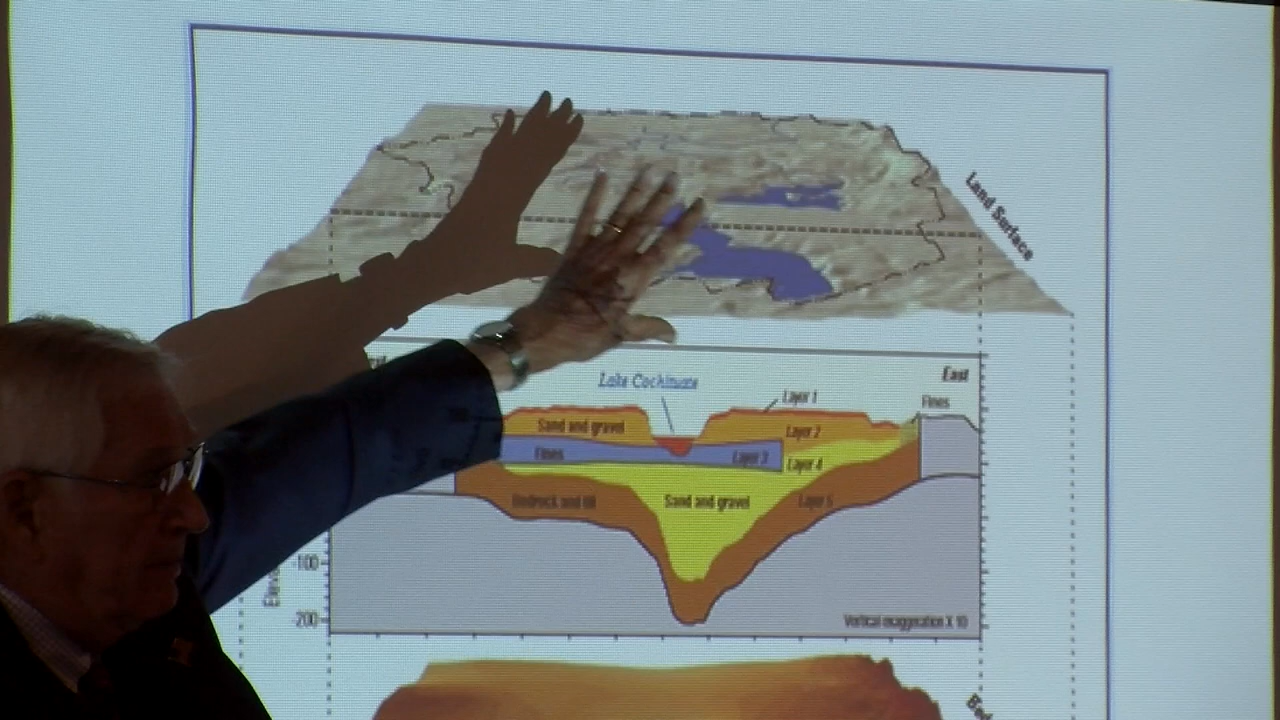 Land Surface
East
Lake Cochituate
Layer 1
Fines
Sand and gravel
Layer 2
Fines
Layer 3
Layer 4
Bedrock and till
Sand and gravel
Layer 5
-100
-200
Vertical exaggeration X 10